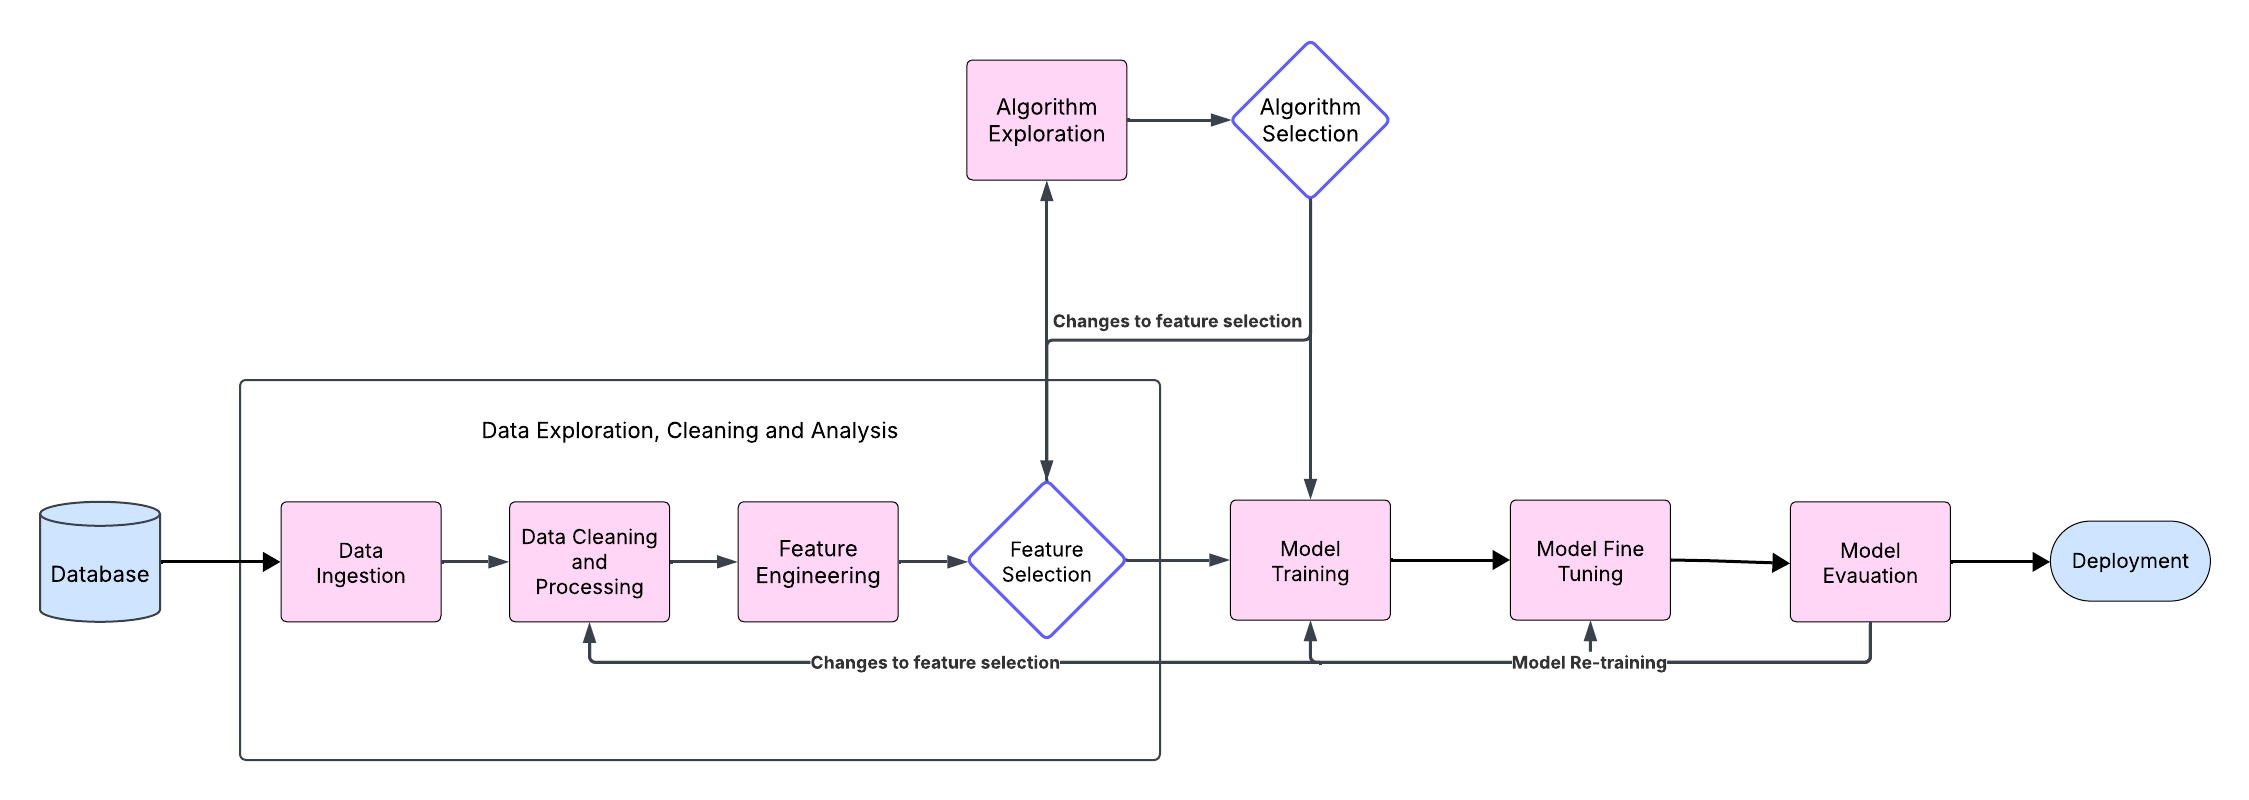 Algorithm
Exploration
Algorithm
Selection
Changes to feature selection
Data Exploration, Cleaning and Analysis
Database
Data
Ingestion
Data Cleaning
and
Processing
Feature
Engineering
Feature
Selection
Model
Training
Model Fine
Tuning
Model
Evauation
Deployment
Changes to feature selection
Model Re-training